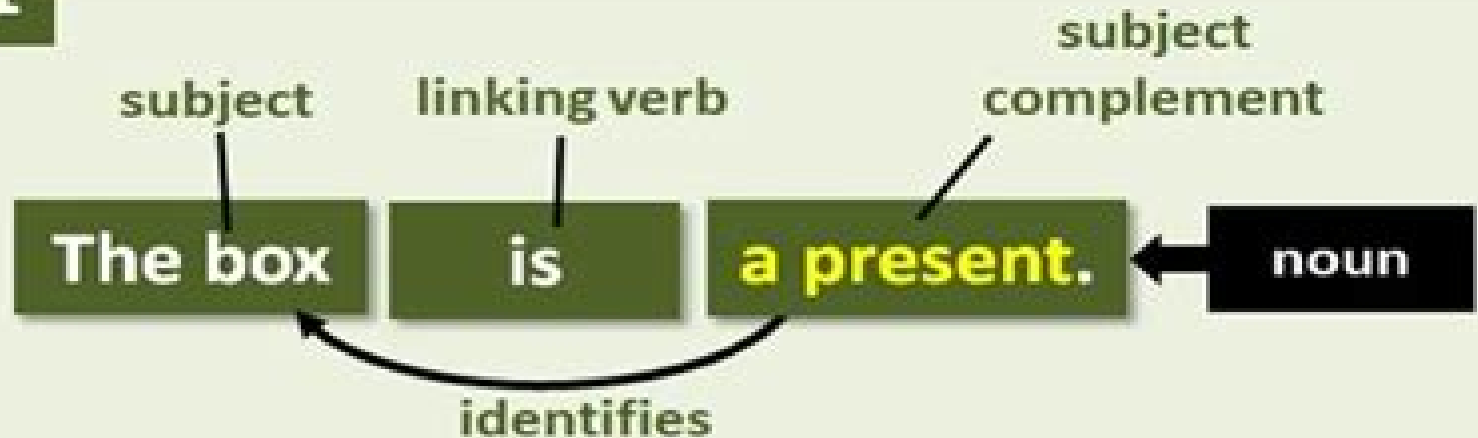 subject
linking verb
subject
complement
The box
is
a present.
noun
identifies